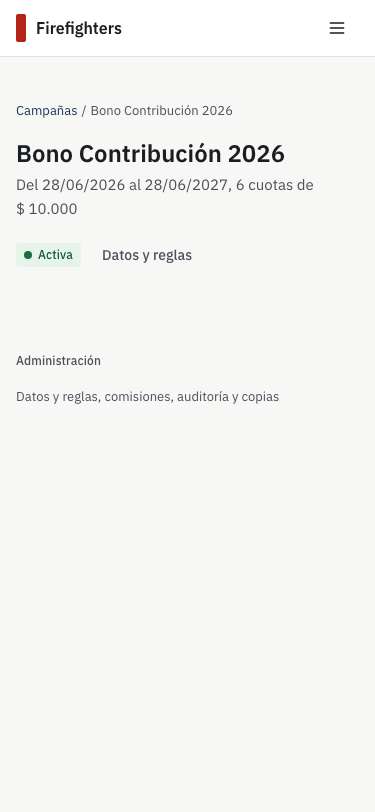 Firefighters
Campañas / Bono Contribución 2026
Bono Contribución 2026
Del 28/06/2026 al 28/06/2027, 6 cuotas de
$ 10.000
Activa Datos y reglas
Administración
Datos y reglas, comisiones, auditoría y copias